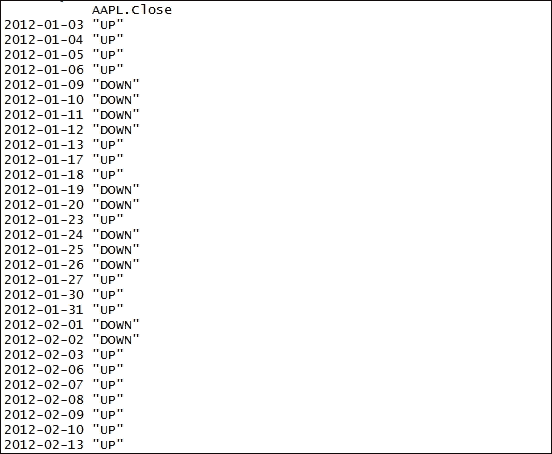 AAPL.Close
2012-01-03 "UP"
2012-01-04 "UP"
2012-01-05 "UP"
2012-01-06 "UP"
2012-01-09 "DOWN"
2012-01-10 "DOWN"
2012-01-11 "DOWN"
2012-01-12 "DOWN"
2012-01-13 "UP"
2012-01-17 "UP"
2012-01-18 "UP"
2012-01-19 "DOWN"
2012-01-20 "DOWN"
2012-01-23 "UP"
2012-01-24 "DOWN"
2012-01-25 "DOWN"
2012-01-26 "DOWN"
2012-01-27 "UP"
2012-01-30 "UP"
2012-01-31 "UP"
2012-02-01 "DOWN"
2012-02-02 "DOWN"
2012-02-03 "UP"
2012-02-06 "UP"
2012-02-07 "UP"
2012-02-08 "UP"
2012-02-09 "UP"
2012-02-10 "UP"
2012-02-13 "UP"